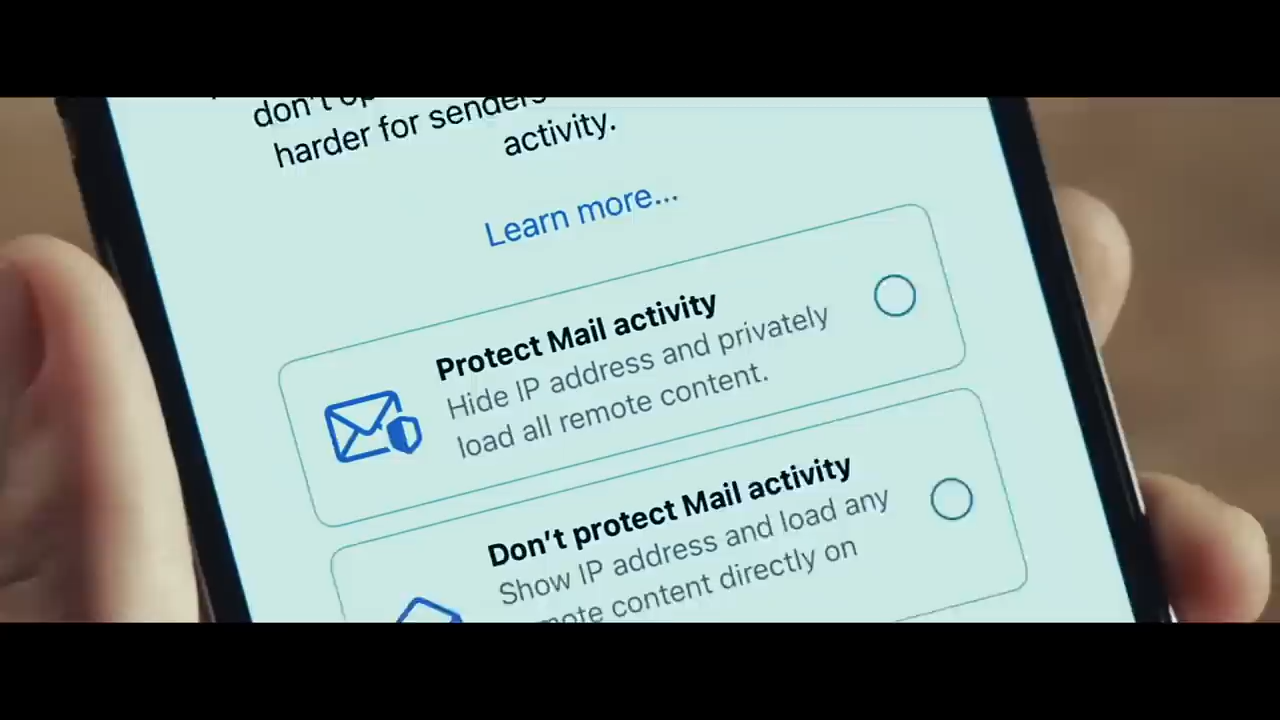 don't
harder for senders
activity.
Learn more...
Protect Mail activity
Hide IP address and privately
load all remote content.
Don't protect Mail activity
Show IP address and load any
content directly on